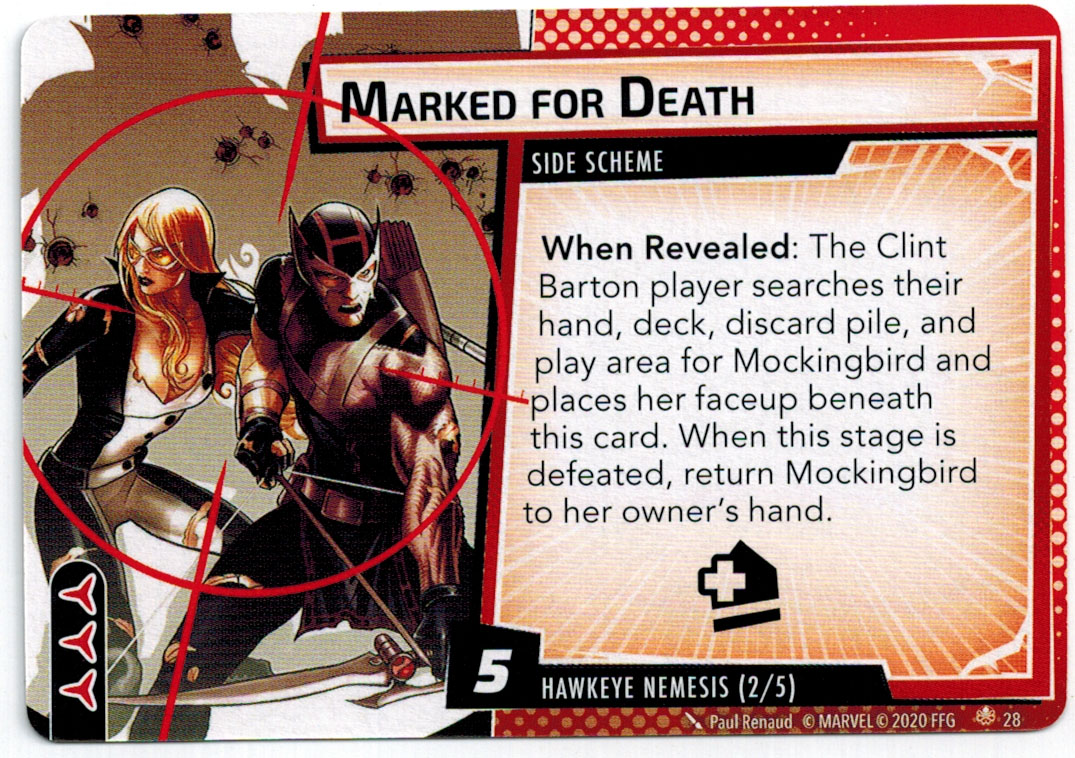 MARKED FOR DEATH
SIDE SCHEME
When Revealed: The Clint
Barton player searches their
hand, deck, discard pile, and
play area for Mockingbird and
places her faceup beneath
this card. When this stage is
defeated, return Mockingbird
to her owner's hand.
5
HAWKEYE NEMESIS (2/5)
Paul Renaud © MARVEL © 2020 FFG 28